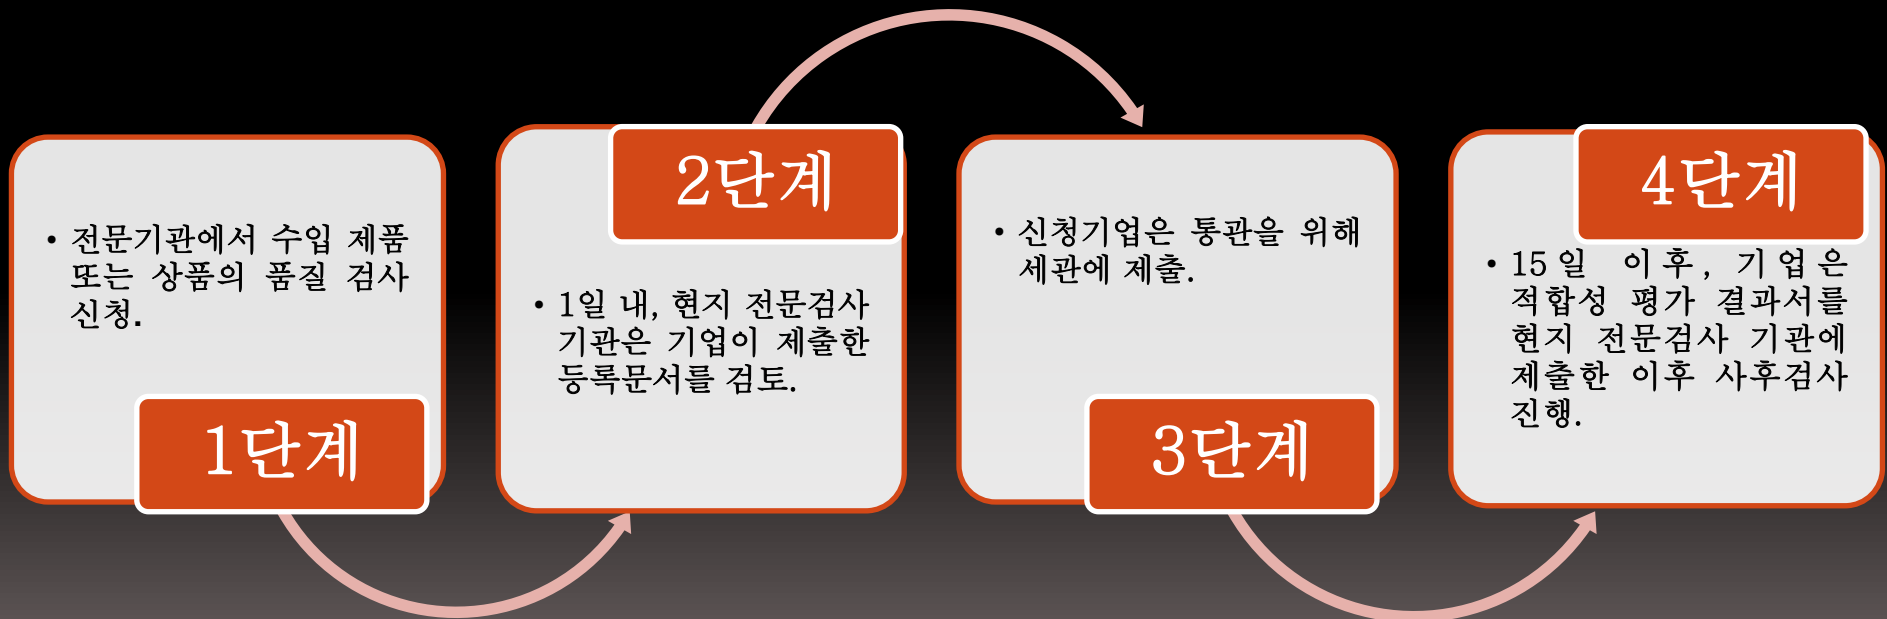 • 전문기관에서 수입 제품
또는 상품의 품질 검사
신청.
1단계
2단계
• 1일 내, 현지 전문검사
기관은 기업이 제출한
등록문서를 검토.
• 신청기업은 통관을 위해
세관에 제출.
3단계
4단계
• 15일 이후, 기업은
적합성 평가 결과서를
현지 전문검사 기관에
제출한 이후 사후검사
진행.